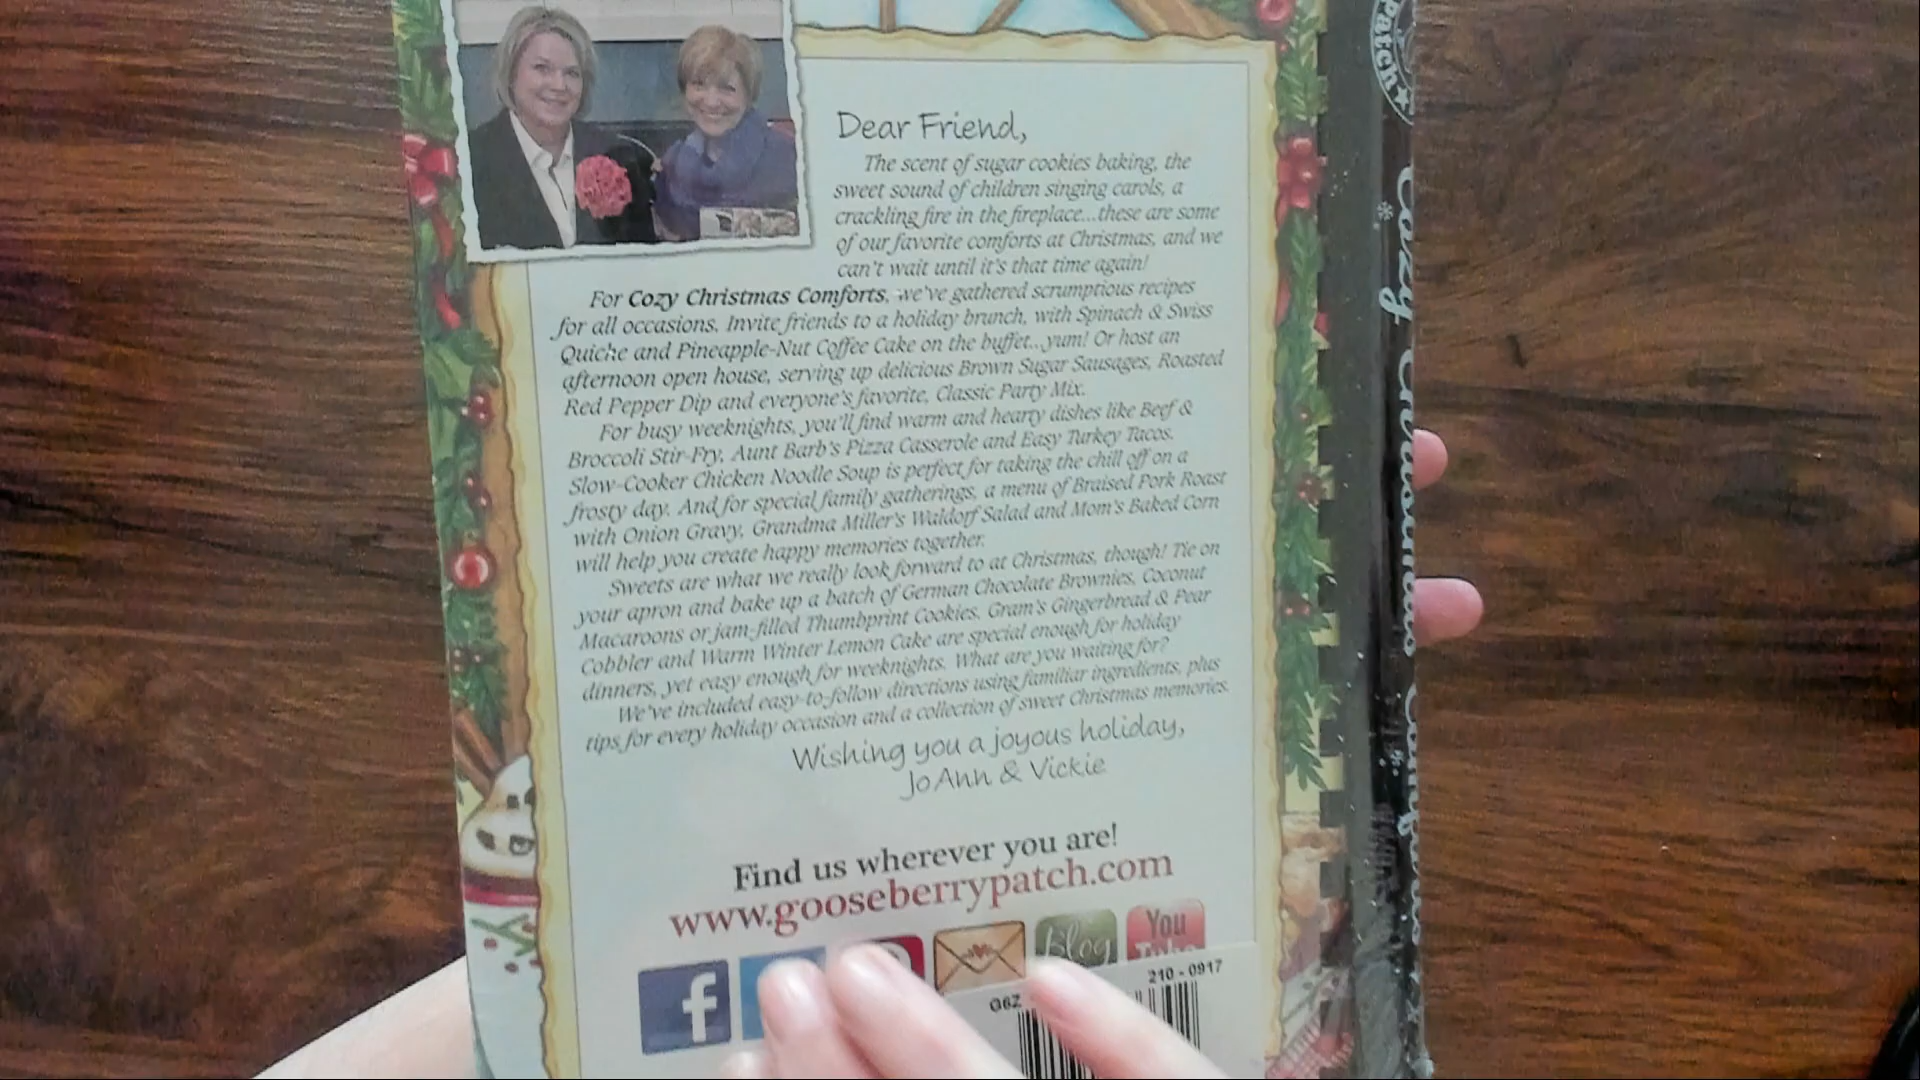 Dear Friend,
The scent of sugar cookies baking, the
sweet sound of children singing carols, a
crackling fire in the fireplace...these are some
of our favorite comforts at Christmas, and we
can't wait until it's that time again!
For Cozy Christmas Comforts, we've gathered scrumptious recipes
for all occasions. Invite friends to a holiday brunch, with Spinach & Swiss
Quiche and Pineapple-Nut Coffee Cake on the buffet...yum! Or host an
afternoon open house, serving up delicious Brown Sugar Sausages, Roasted
Red Pepper Dip and everyone's favorite, Classic Party Mix.
For busy weeknights, you'll find warm and hearty dishes like Beef &
Broccoli Stir-Fry, Aunt Barb's Pizza Casserole and Easy Turkey Tacos.
Slow-Cooker Chicken Noodle Soup is perfect for taking the chill off on a
frosty day. And for special family gatherings, a menu of Braised Pork Roast
with Onion Gravy, Grandma Miller's Waldorf Salad and Mom's Baked Corn
will help you create happy memories together.
Sweets are what we really look forward to at Christmas, though! Tie on
your apron and bake up a batch of German Chocolate Brownies, Coconut
Macaroons or jam-filled Thumbprint Cookies. Gram's Gingerbread & Pear
Cobbler and Warm Winter Lemon Cake are special enough for holiday
dinners, yet easy enough for weeknights. What are you waiting for?
We've included easy-to-follow directions using familiar ingredients, plus
tips for every holiday occasion and a collection of sweet Christmas memories.
Wishing you a joyous holiday,
JoAnn & Vickie
Find us wherever you are!
www.gooseberrypatch.com
f
Blog
You
Tube
210 - 0917
G6Z
Patch
Cozy Christmas Comforts